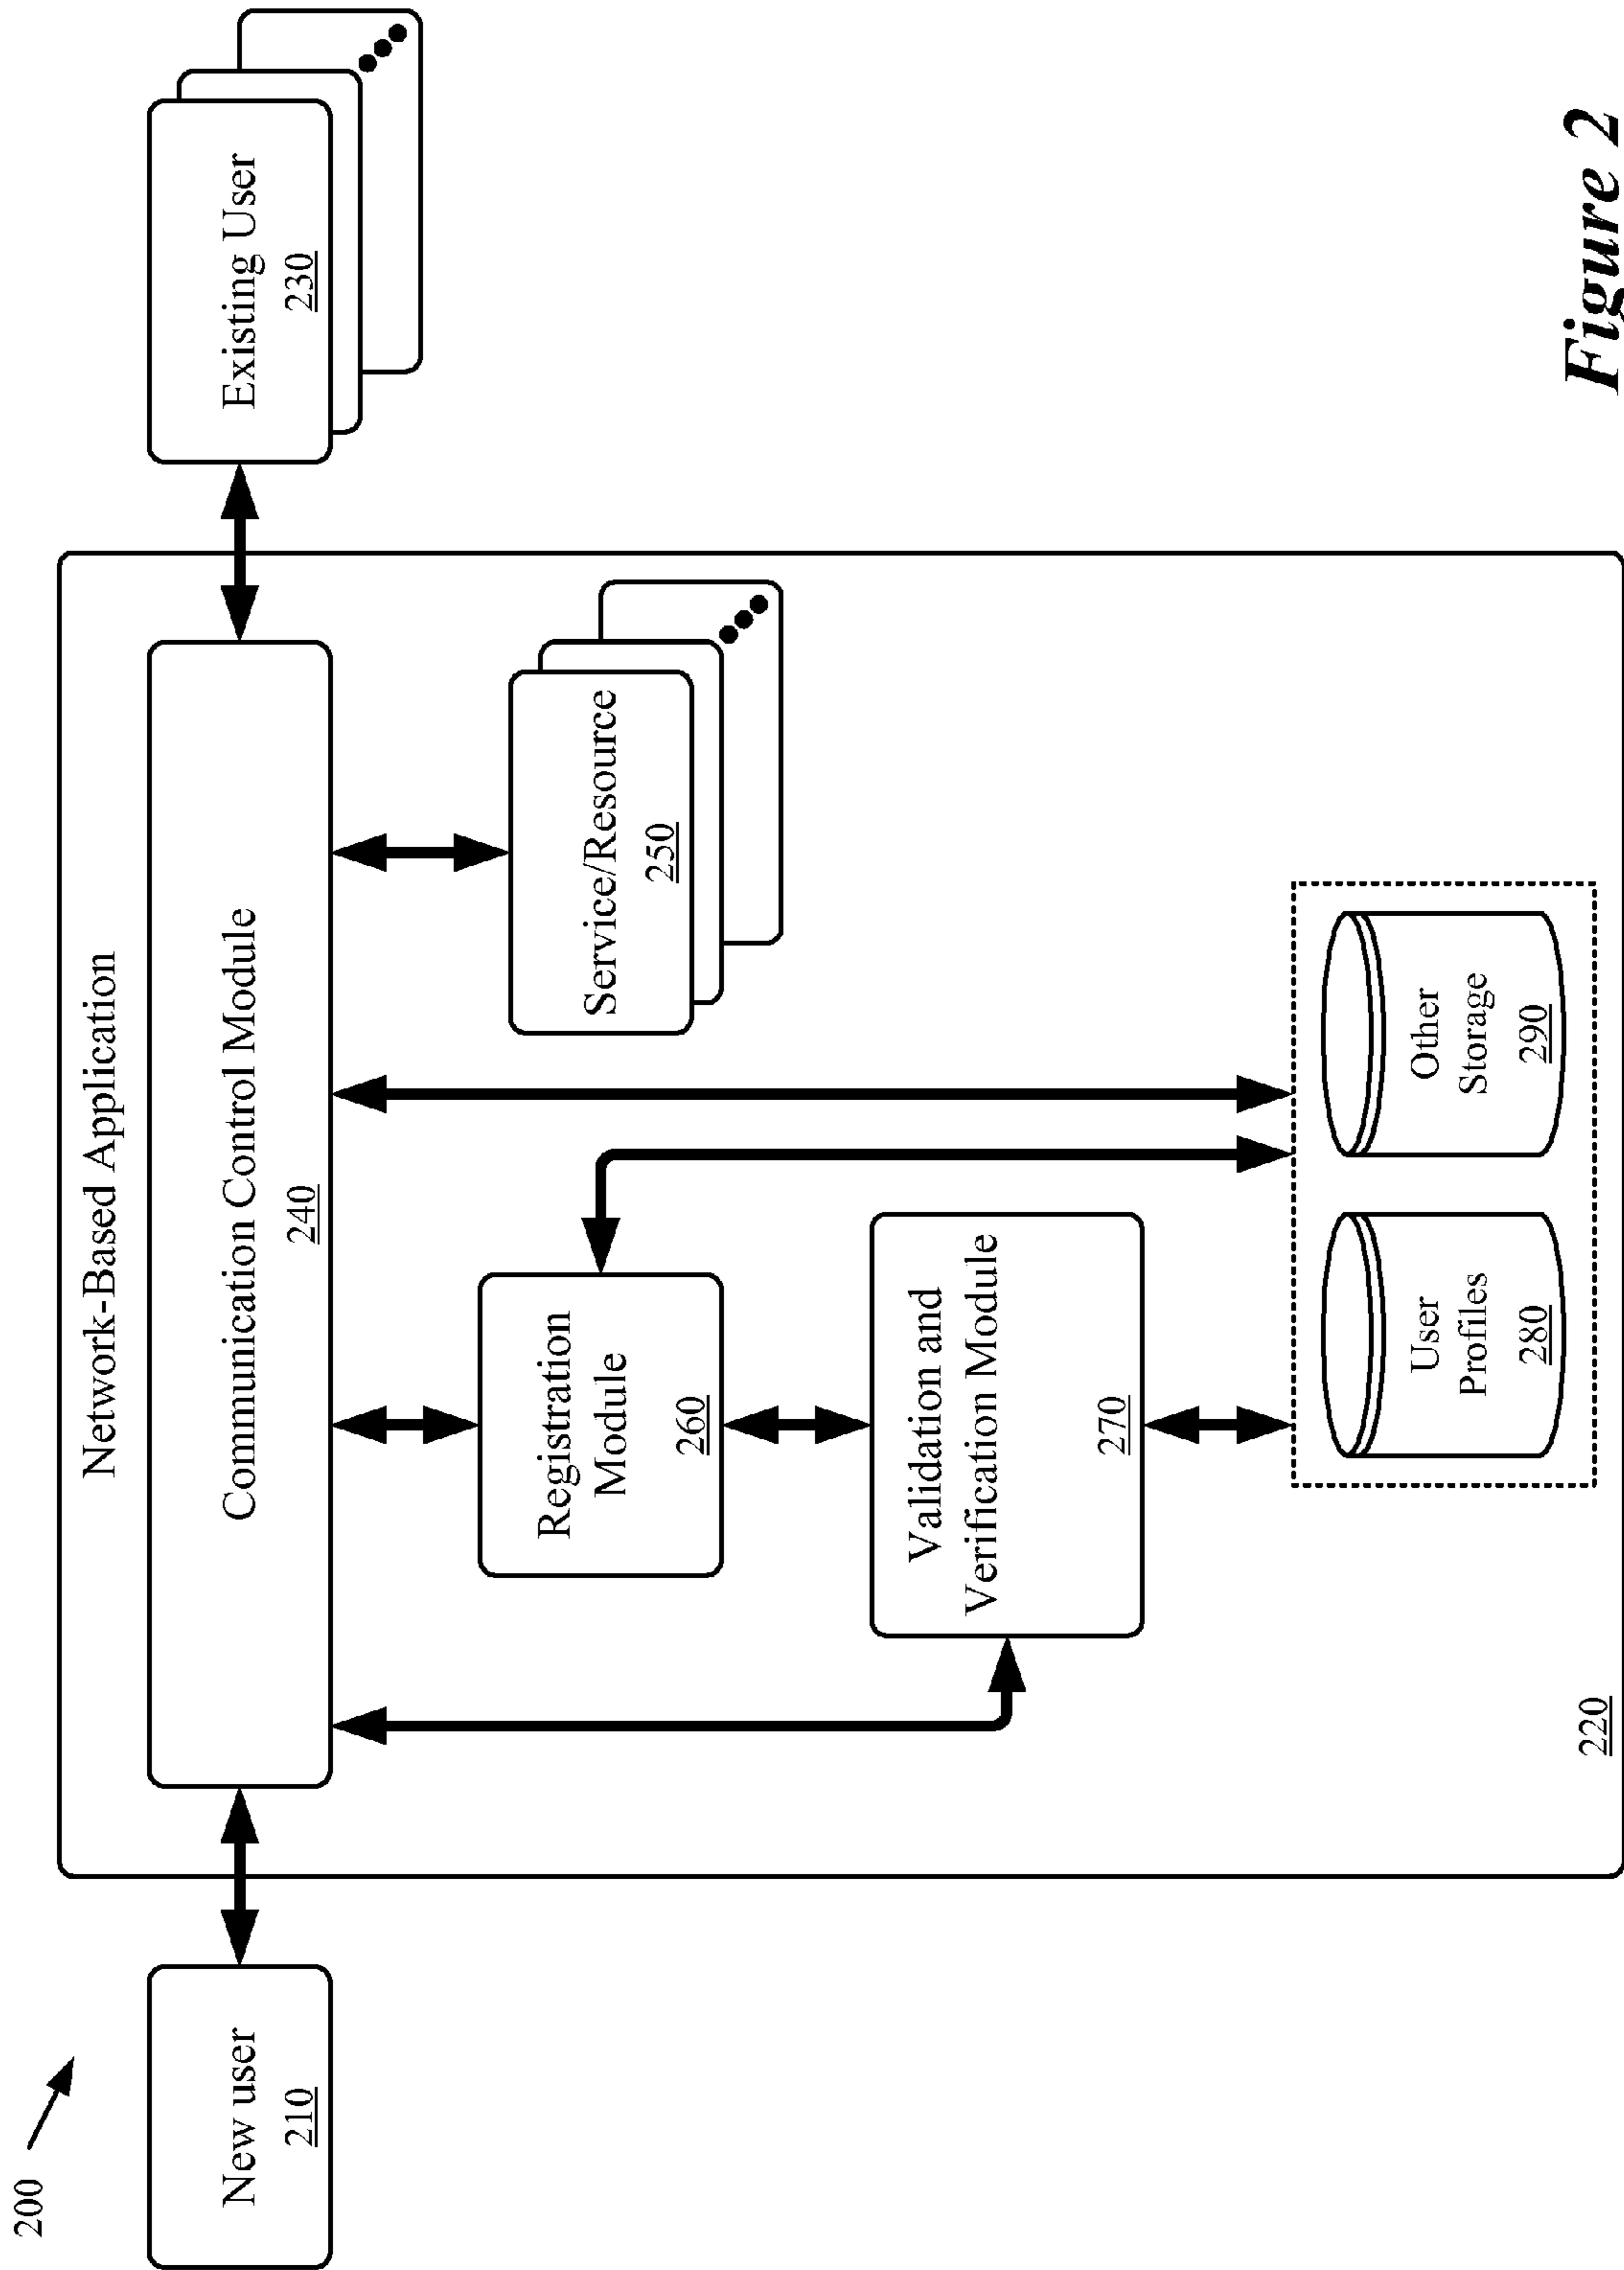 200
Network-Based Application
New user
210
Communication Control Module
240
Existing User
230
Registration
Module
260
Service/Resource
250
Validation and
Verification Module
270
User
Profiles
280
Other
Storage
290
220
Figure 2